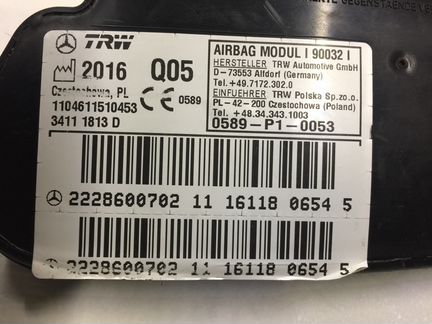 GEGENSTAENDE
TRW
2016 Q05
Czestochowa, PL
0589
1104611510453
3411 1813 D
AIRBAG MODUL I 90032 I
HERSTELLER TRW Automotive GmbH
D - 73553 Alfdorf (Germany)
Tel.+49.7172.302.0
EINFUEHRER TRW Polska Sp.zo.o.
PL - 42 - 200 Czestochowa (Poland)
Tel.: +48.34.343.1003
0589-P1-0053
2228600702 11 16118 0654 5
2228600702 11 16118 0654 5